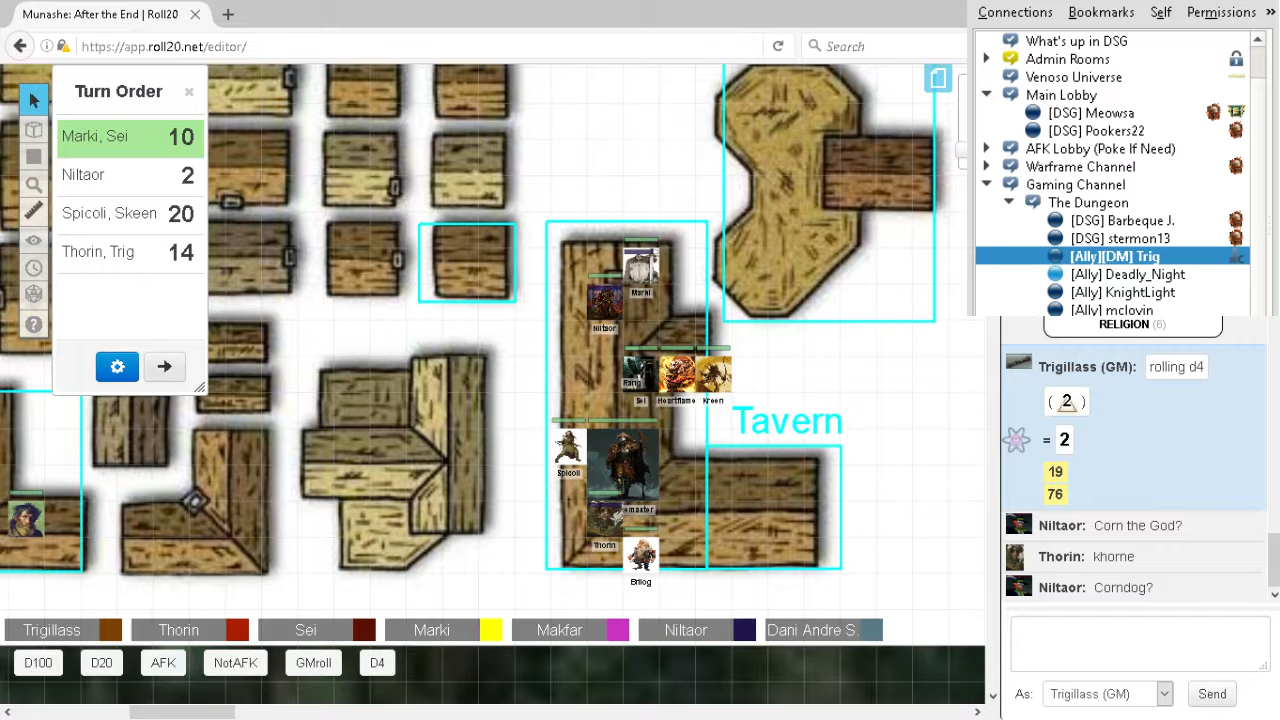 Munashe: After the End | Roll20
https://app.roll20.net/editor/
Search
Connections Bookmarks Self Permissions »
What's up in DSG
Admin Rooms
Venoso Universe
Main Lobby
[DSG] Meowsa
[DSG] Pookers22
AFK Lobby (Poke If Need)
Warframe Channel
Gaming Channel
The Dungeon
[DSG] Barbeque J.
[DSG] stermon13
[Ally][DM] Trig
[Ally] Deadly_Night
[Ally] KnightLight
[Ally] mclovin
Turn Order
Marki, Sei 10
Niltaor 2
Spicoli, Skeen 20
Thorin, Trig 14
Marki
Niltaor
Rang
Sei Heartflame Kreen
Tavern
Spicoli
emaster
Thorin
Brilog
RELIGION (6)
Trigillass (GM): rolling d4
( 2 )
= 2
19
76
Niltaor: Corn the God?
Thorin: khorne
Niltaor: Corndog?
Trigillass Thorin Sei Marki Makfar Niltaor Dani Andre S.
D100 D20 AFK NotAFK GMroll D4
As: Trigillass (GM) Send